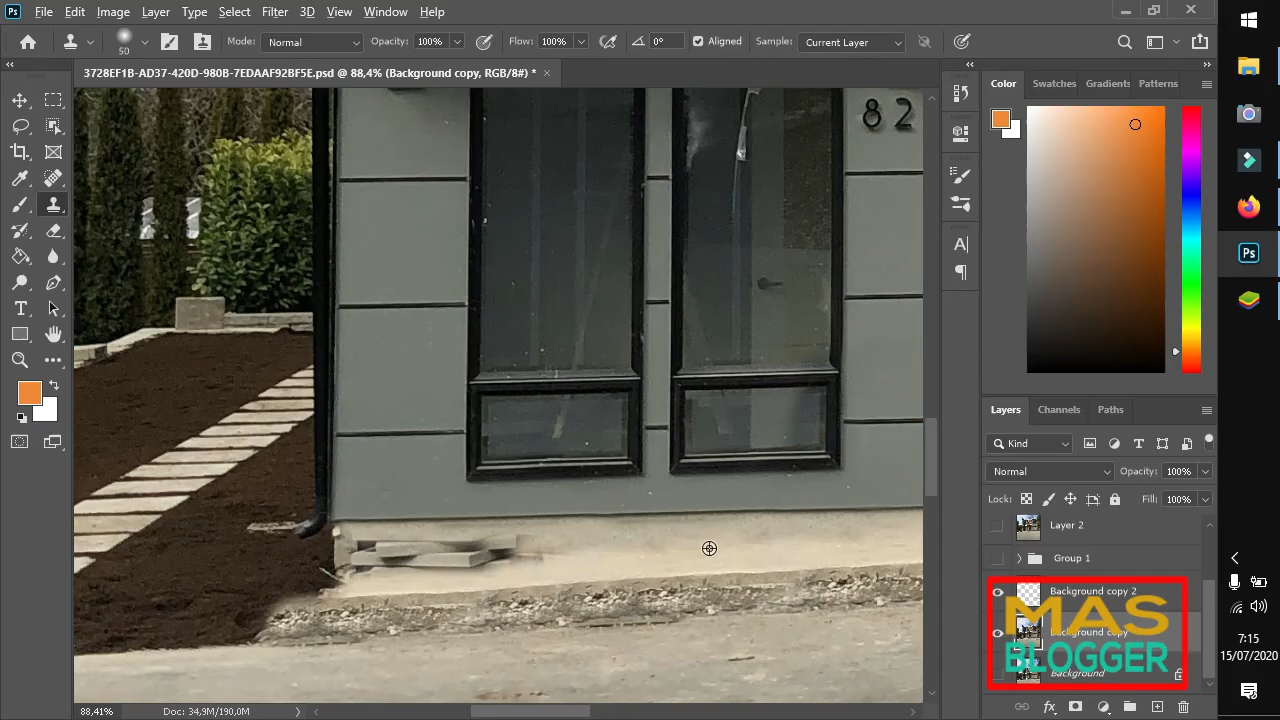 Ps File Edit Image Layer Type Select Filter 3D View Window Help
50 Mode: Normal Opacity: 100% Flow: 100% 0° Aligned Sample: Current Layer
3728EF1B-AD37-420D-980B-7EDAAF92BF5E.psd @ 88,4% (Background copy, RGB/8#) * ×
Color Swatches Gradients Patterns
82
A
T
Ps
Layers Channels Paths
Kind
Normal Opacity: 100%
Lock: Fill: 100%
Layer 2
Group 1
Background copy 2
Background copy
MAS
BLOGGER
Background
7:15
15/07/2020
88,41% Doc: 34,9M/190,0M